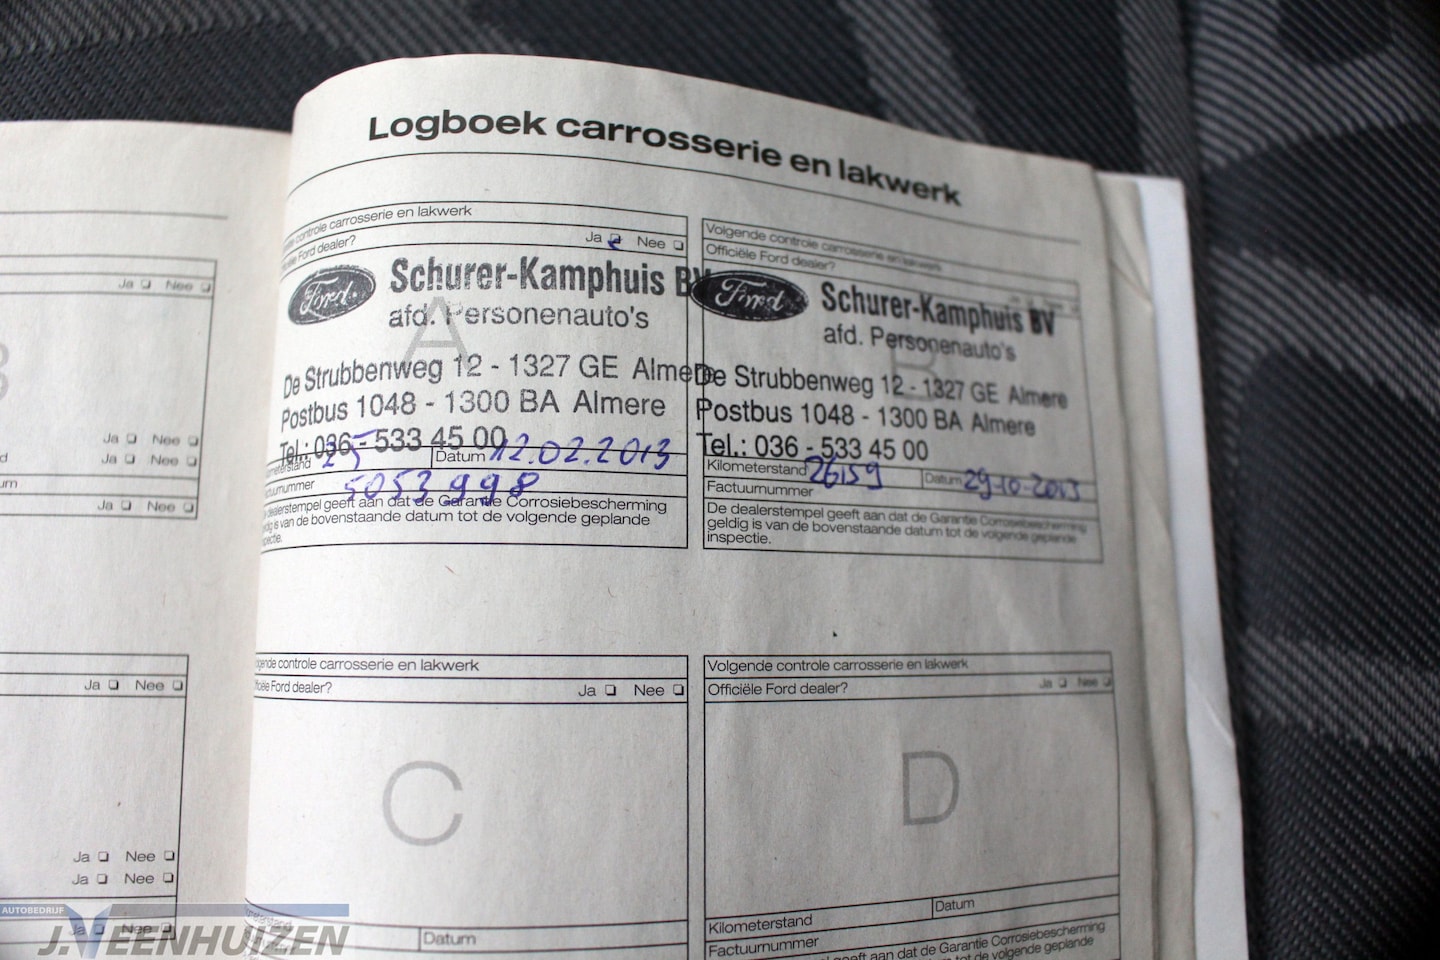 Logboek carrosserie en lakwerk
controle carrosserie en lakwerk
Ford dealer? Ja Nee
Ford Schurer-Kamphuis BV
A
afd. Personenauto's
De Strubbenweg 12 - 1327 GE Almere
Postbus 1048 - 1300 BA Almere
Tel.: 036 - 533 45 00
25 Datum 12.02.2013
5053998
dealerstempel geeft aan dat de Garantie Corrosiebescherming
geldig is van de bovenstaande datum tot de volgende geplande
Volgende controle carrosserie en lakwerk
Officiële Ford dealer?
Ford Schurer-Kamphuis BV
afd. Personenauto's
B
De Strubbenweg 12 - 1327 GE Almere
Postbus 1048 - 1300 BA Almere
Tel.: 036 - 533 45 00
Kilometerstand 26159 Datum 29-10-2013
Factuurnummer
De dealerstempel geeft aan dat de Garantie Corrosiebescherming
geldig is van de bovenstaande datum tot de volgende geplande
inspectie.
controle carrosserie en lakwerk
Ford dealer? Ja Nee
C
Datum
Volgende controle carrosserie en lakwerk
Officiële Ford dealer? Ja Nee
D
Kilometerstand Datum
Factuurnummer
De dealerstempel geeft aan dat de Garantie Corrosiebescherming
geldig is van de bovenstaande datum tot de volgende geplande
Ja Nee
Ja Nee
Ja Nee
Ja Nee
Ja Nee
Ja Nee
Ja Nee
Ja Nee
AUTOBEDRIJF
J.VEENHUIZEN